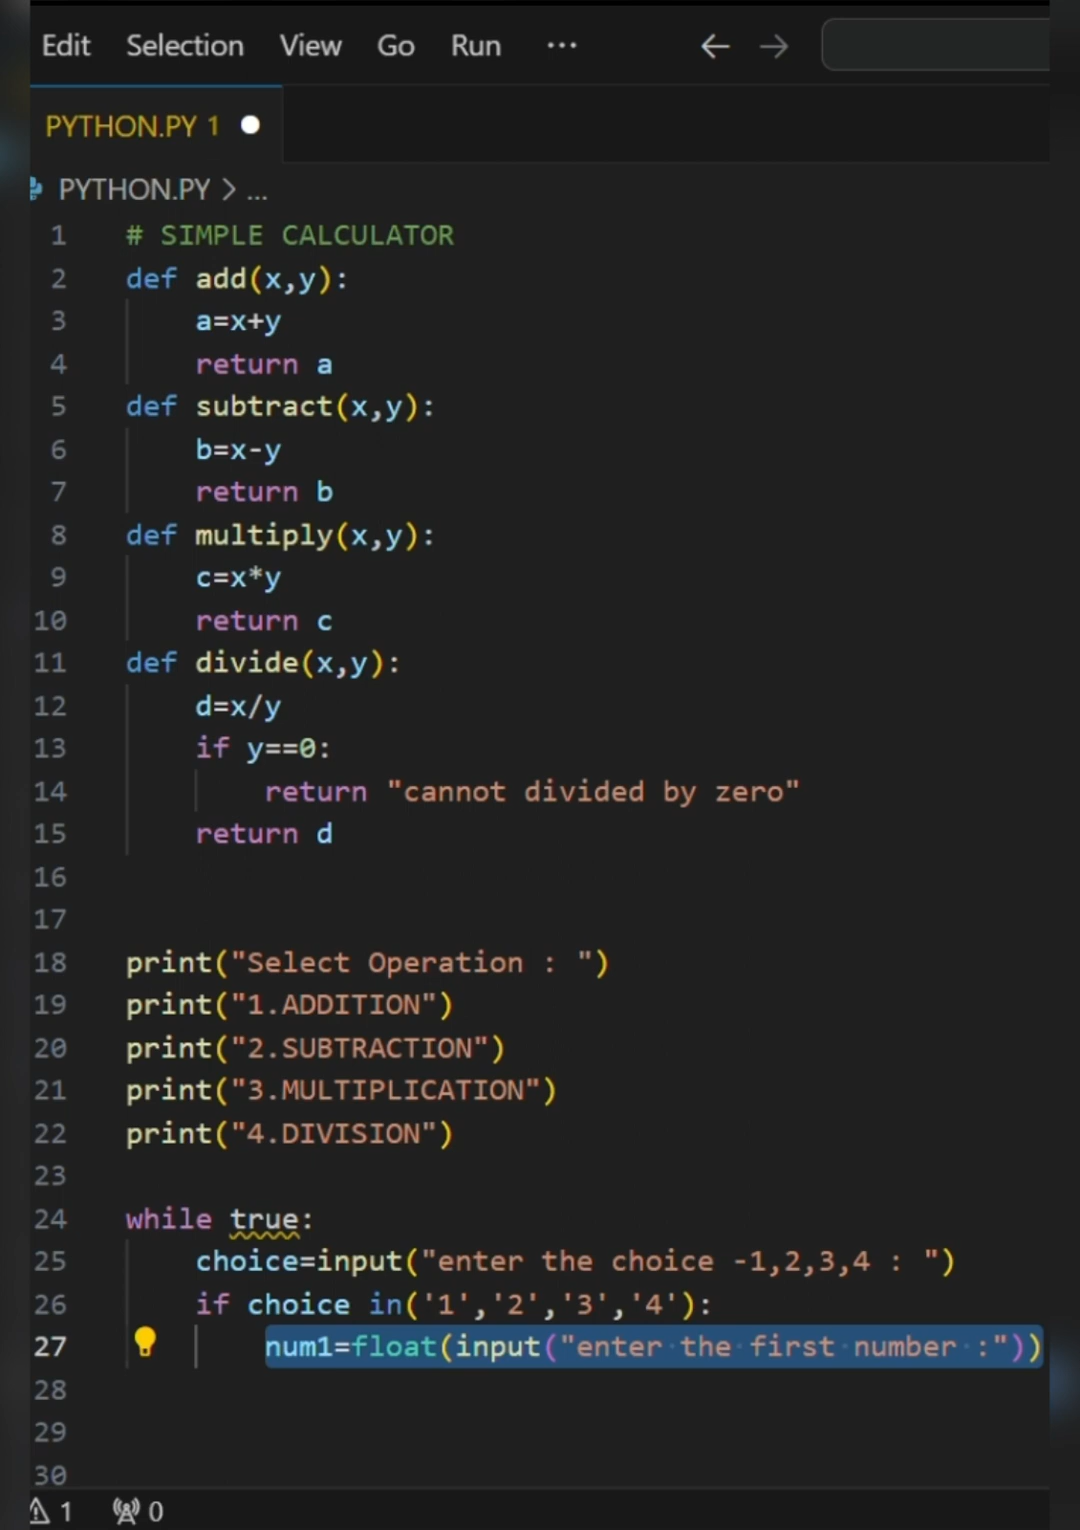 Edit Selection View Go Run ...
PYTHON.PY 1
PYTHON.PY > ...
1 # SIMPLE CALCULATOR
2 def add(x,y):
3 a=x+y
4 return a
5 def subtract(x,y):
6 b=x-y
7 return b
8 def multiply(x,y):
9 c=x*y
10 return c
11 def divide(x,y):
12 d=x/y
13 if y==0:
14 return "cannot divided by zero"
15 return d
16
17
18 print("Select Operation : ")
19 print("1.ADDITION")
20 print("2.SUBTRACTION")
21 print("3.MULTIPLICATION")
22 print("4.DIVISION")
23
24 while true:
25 choice=input("enter the choice -1,2,3,4 : ")
26 if choice in('1','2','3','4'):
27 num1=float(input("enter the first number :"))
28
29
30
1 0